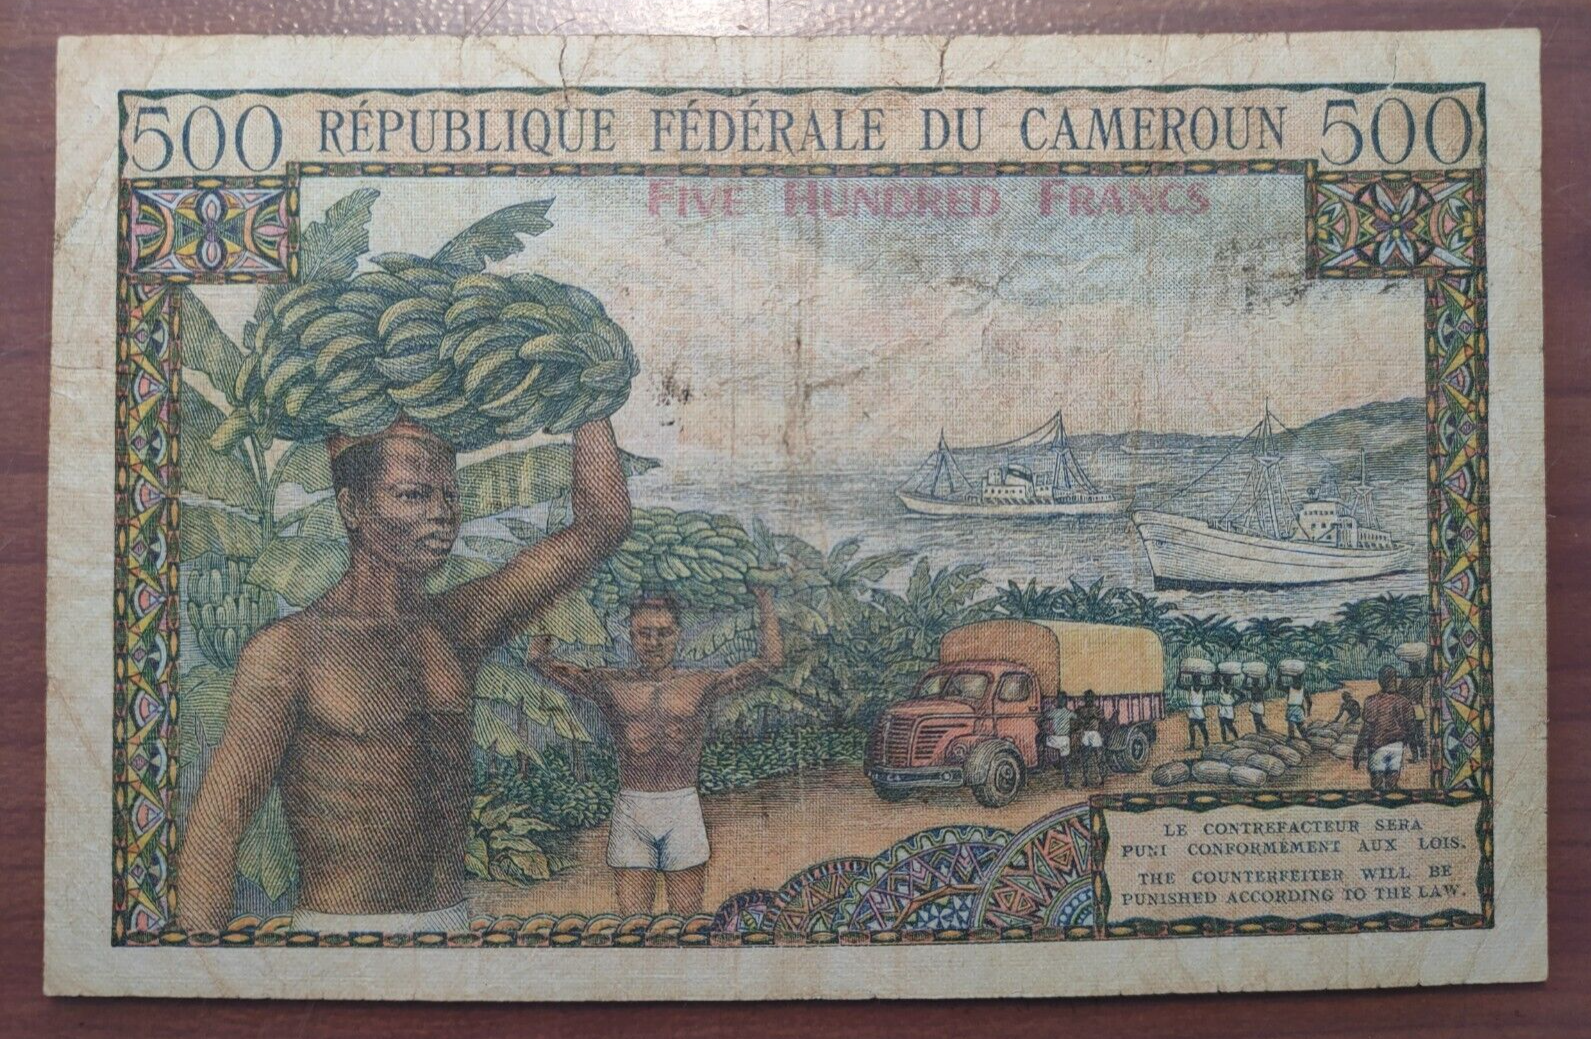 500 RÉPUBLIQUE FÉDÉRALE DU CAMEROUN 500
FIVE HUNDRED FRANCS
LE CONTREFACTEUR SERA
PUNI CONFORMÉMENT AUX LOIS.
THE COUNTERFEITER WILL BE
PUNISHED ACCORDING TO THE LAW.